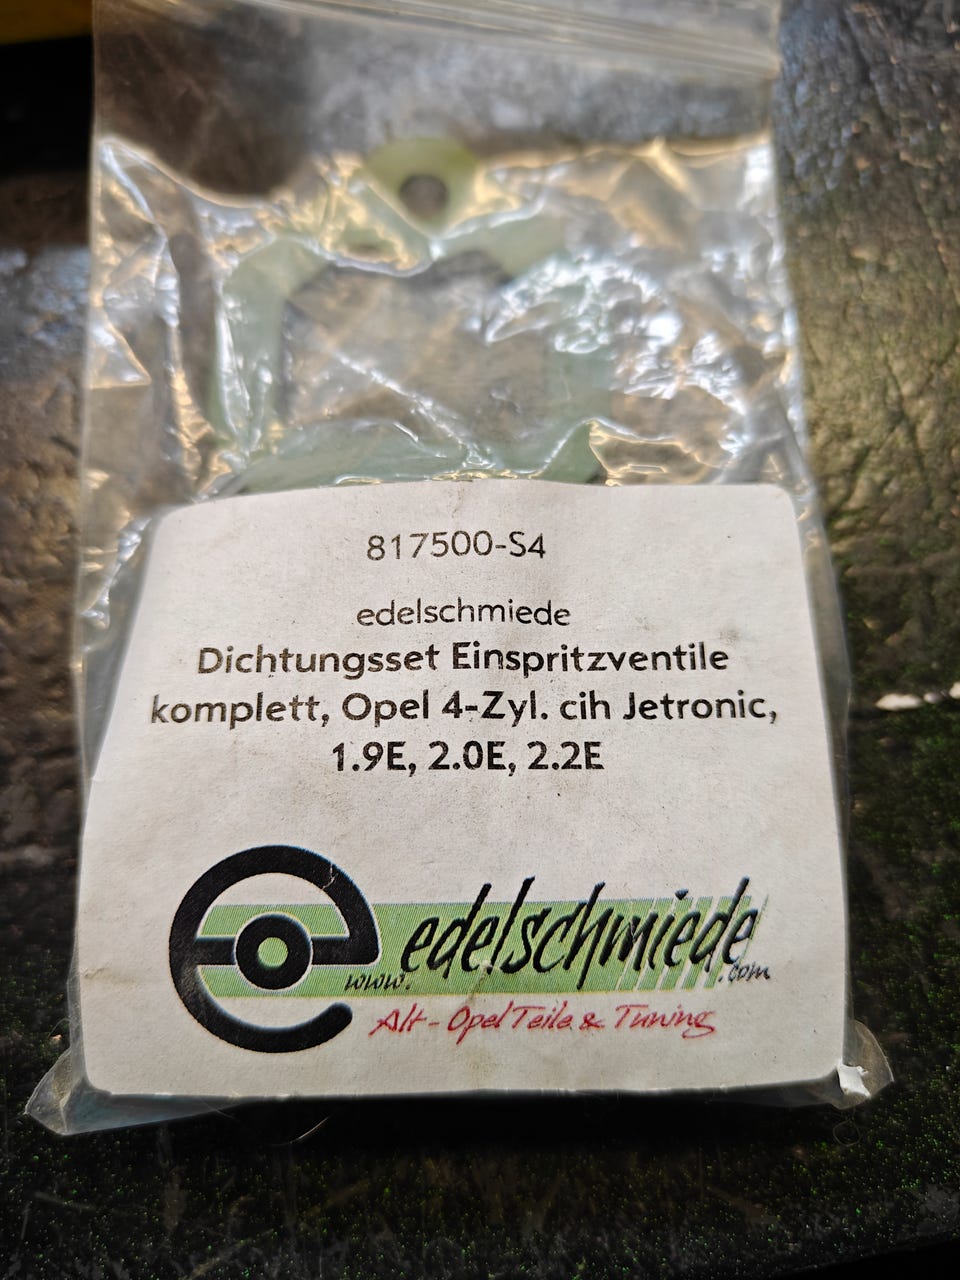 817500-S4
edelschmiede
Dichtungsset Einspritzventile
komplett, Opel 4-Zyl. cih Jetronic,
1.9E, 2.0E, 2.2E
www.edelschmiede.com
Alt-Opel Teile & Tuning